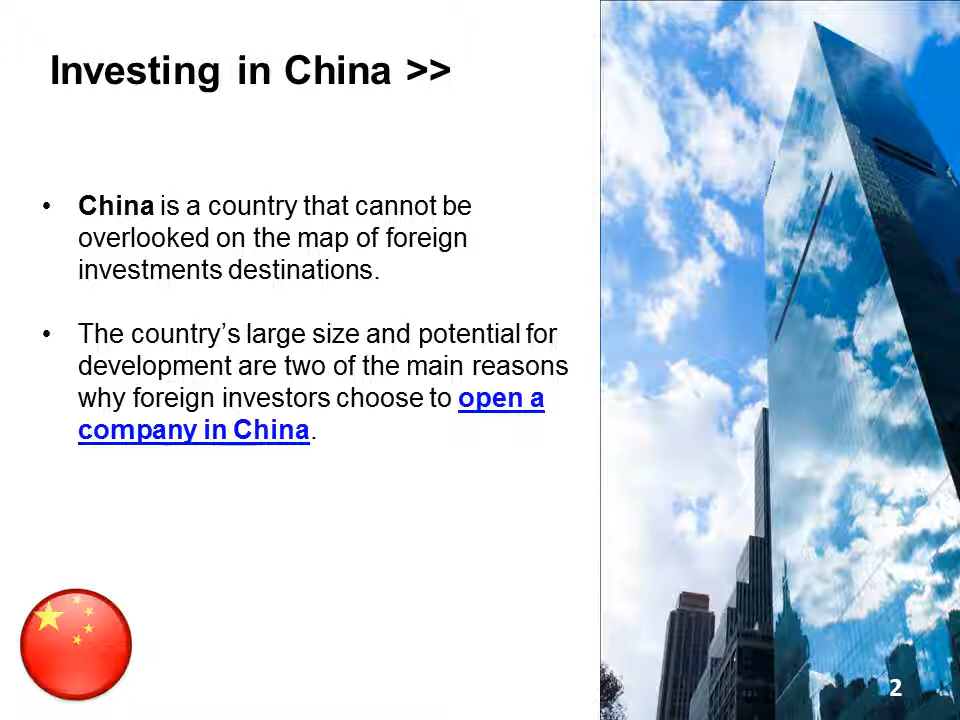 Investing in China >>
• China is a country that cannot be
overlooked on the map of foreign
investments destinations.
• The country’s large size and potential for
development are two of the main reasons
why foreign investors choose to open a
company in China.
2